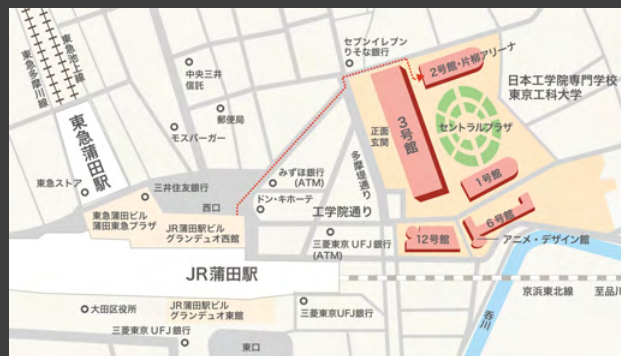 東急池上線
東急多摩川線
東急蒲田駅
東急ストア
中央三井
信託
郵便局
モスバーガー
三井住友銀行
西口
東急蒲田ビル
蒲田東急プラザ
JR蒲田駅ビル
グランデュオ西館
JR蒲田駅
大田区役所
JR蒲田駅ビル
グランデュオ東館
三菱東京UFJ銀行
東口
三菱東京UFJ銀行
セブンイレブン
りそな銀行
みずほ銀行
(ATM)
ドン・キホーテ
工学院通り
三菱東京UFJ銀行
(ATM)
多摩堤通り
正面
玄関
3号館
2号館・片柳アリーナ
日本工学院専門学校
東京工科大学
セントラルプラザ
1号館
6号館
12号館
アニメ・デザイン館
京浜東北線
至品川
呑川